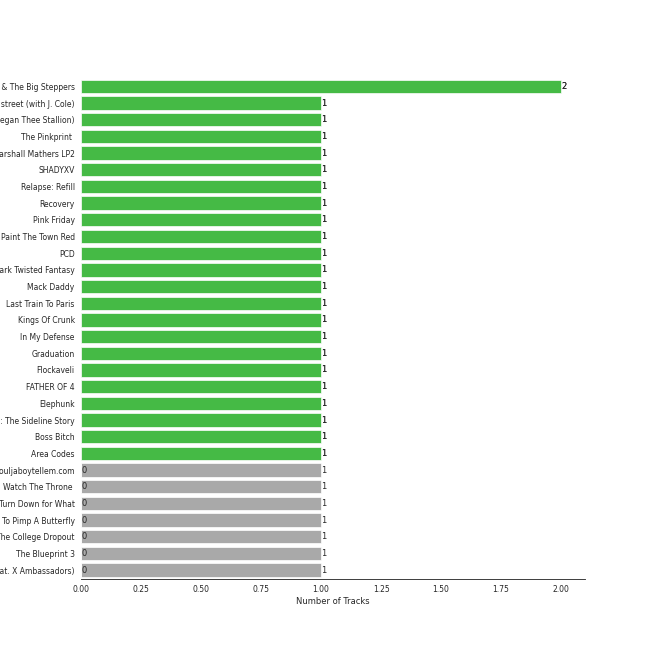 & The Big Steppers 2
street (with J. Cole) 1
egan Thee Stallion) 1
The Pinkprint 1
arshall Mathers LP2 1
SHADYXV 1
Relapse: Refill 1
Recovery 1
Pink Friday 1
Paint The Town Red 1
PCD 1
ark Twisted Fantasy 1
Mack Daddy 1
Last Train To Paris 1
Kings Of Crunk 1
In My Defense 1
Graduation 1
Flockaveli 1
FATHER OF 4 1
Elephunk 1
: The Sideline Story 1
Boss Bitch 1
Area Codes 1
ouljaboytellem.com 0 1
Watch The Throne 0 1
Turn Down for What 0 1
To Pimp A Butterfly 0 1
The College Dropout 0 1
The Blueprint 3 0 1
at. X Ambassadors) 0 1
0.00 0.25 0.50 0.75 1.00 1.25 1.50 1.75 2.00
Number of Tracks